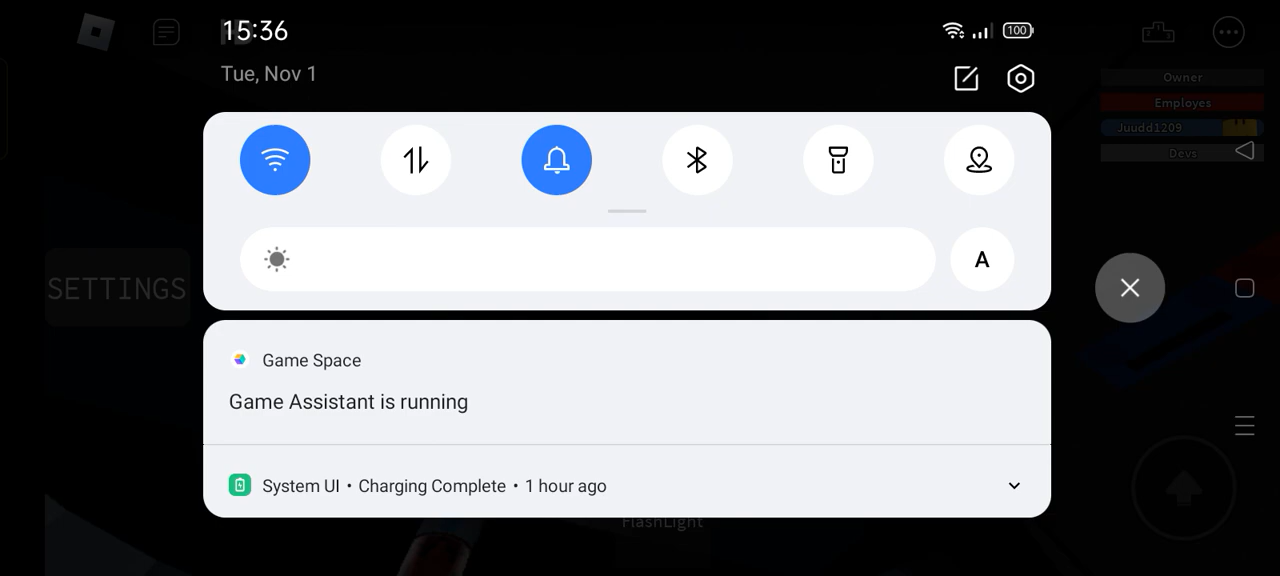 15:36
100
Tue, Nov 1
Owner
Employes
Juudd1209
Devs
A
SETTINGS
Game Space
Game Assistant is running
System UI • Charging Complete • 1 hour ago
FlashLight